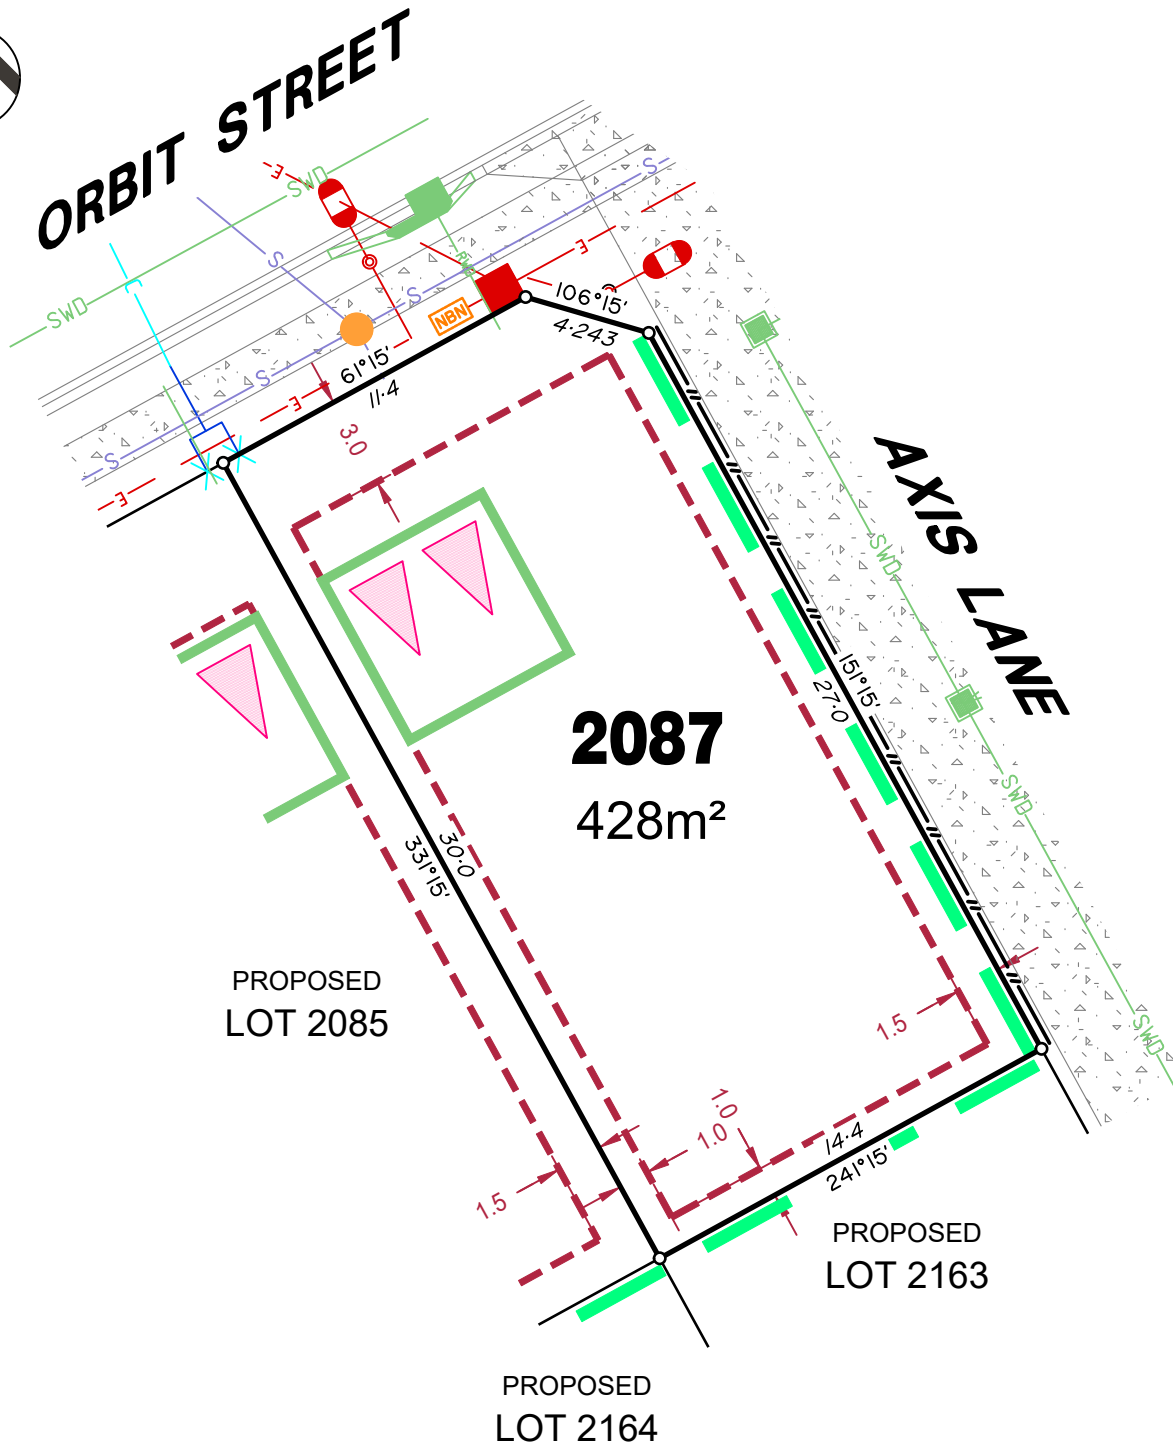 ORBIT STREET
E
SWD
S
E
S
RWD
S
C
SWD
NBN
106°15'
4·243
61°15'
11·4
S
E
S
E
3.0
AXIS LANE
SWD
151°15'
27·0
2087
428m²
SWD
30·0
331°15'
PROPOSED
LOT 2085
1.5
SWD
1.0
1.0
14·4
241°15'
1.5
PROPOSED
LOT 2163
PROPOSED
LOT 2164